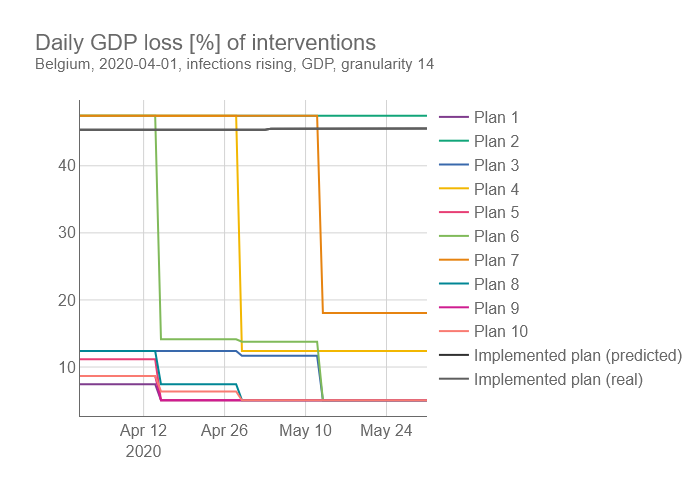 Daily GDP loss [%] of interventions
Belgium, 2020-04-01, infections rising, GDP, granularity 14
40
30
20
10
Apr 12
2020
Apr 26
May 10
May 24
Plan 1
Plan 2
Plan 3
Plan 4
Plan 5
Plan 6
Plan 7
Plan 8
Plan 9
Plan 10
Implemented plan (predicted)
Implemented plan (real)